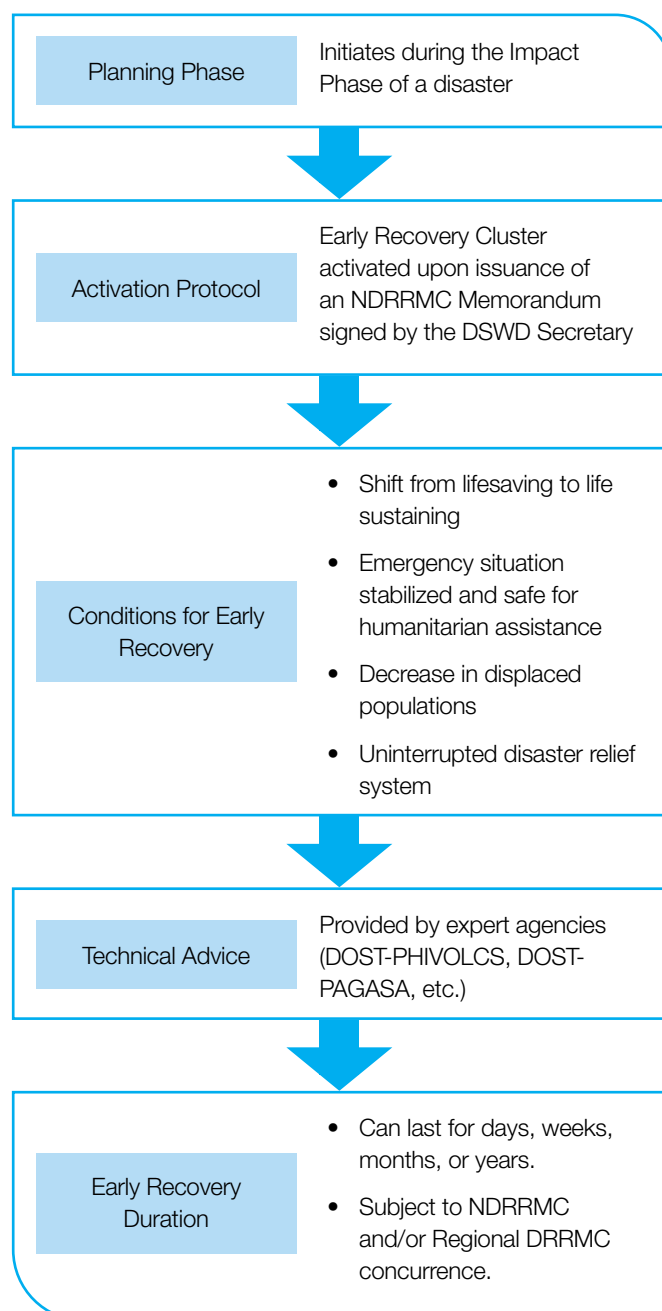 Planning Phase
Initiates during the Impact
Phase of a disaster
Activation Protocol
Early Recovery Cluster
activated upon issuance of
an NDRRMC Memorandum
signed by the DSWD Secretary
Conditions for Early
Recovery
• Shift from lifesaving to life
sustaining
• Emergency situation
stabilized and safe for
humanitarian assistance
• Decrease in displaced
populations
• Uninterrupted disaster relief
system
Technical Advice
Provided by expert agencies
(DOST-PHIVOLCS, DOST-
PAGASA, etc.)
Early Recovery
Duration
• Can last for days, weeks,
months, or years.
• Subject to NDRRMC
and/or Regional DRRMC
concurrence.